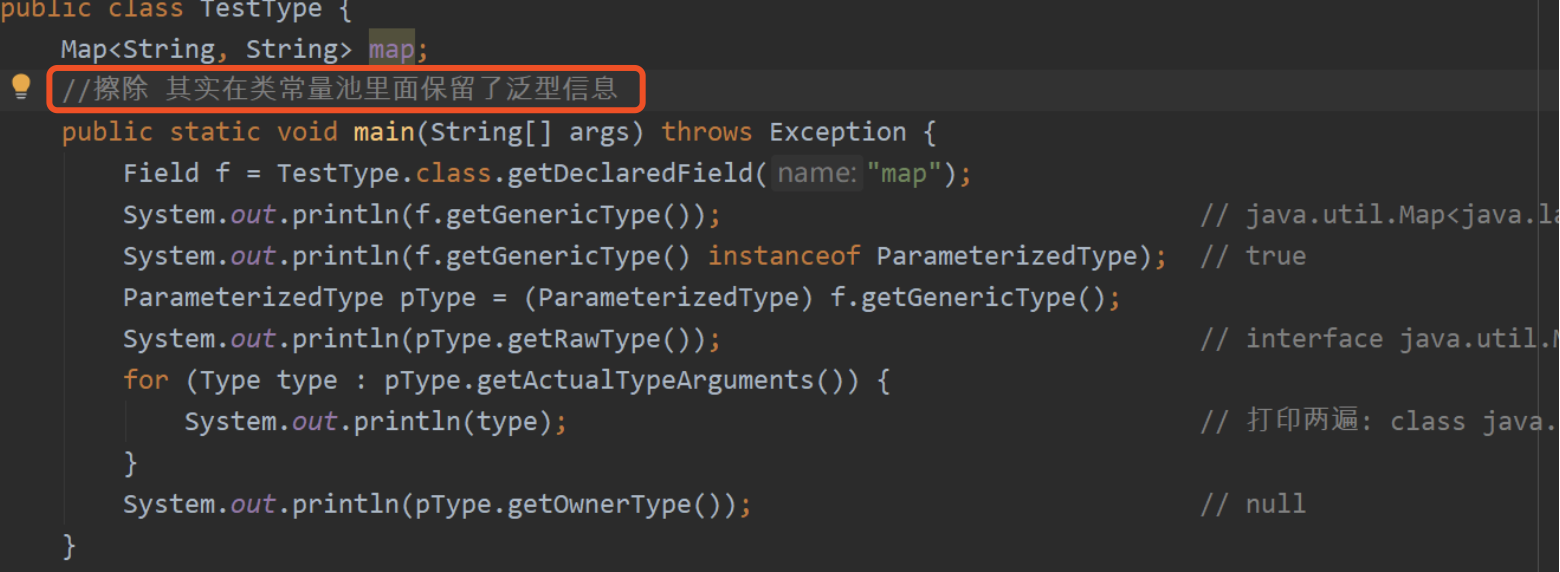 public class TestType {
Map<String, String> map;
//擦除 其实在类常量池里面保留了泛型信息
public static void main(String[] args) throws Exception {
Field f = TestType.class.getDeclaredField( name: "map");
System.out.println(f.getGenericType()); // java.util.Map<java.la
System.out.println(f.getGenericType() instanceof ParameterizedType); // true
ParameterizedType pType = (ParameterizedType) f.getGenericType();
System.out.println(pType.getRawType()); // interface java.util.M
for (Type type : pType.getActualTypeArguments()) {
System.out.println(type); // 打印两遍: class java.
}
System.out.println(pType.getOwnerType()); // null
}